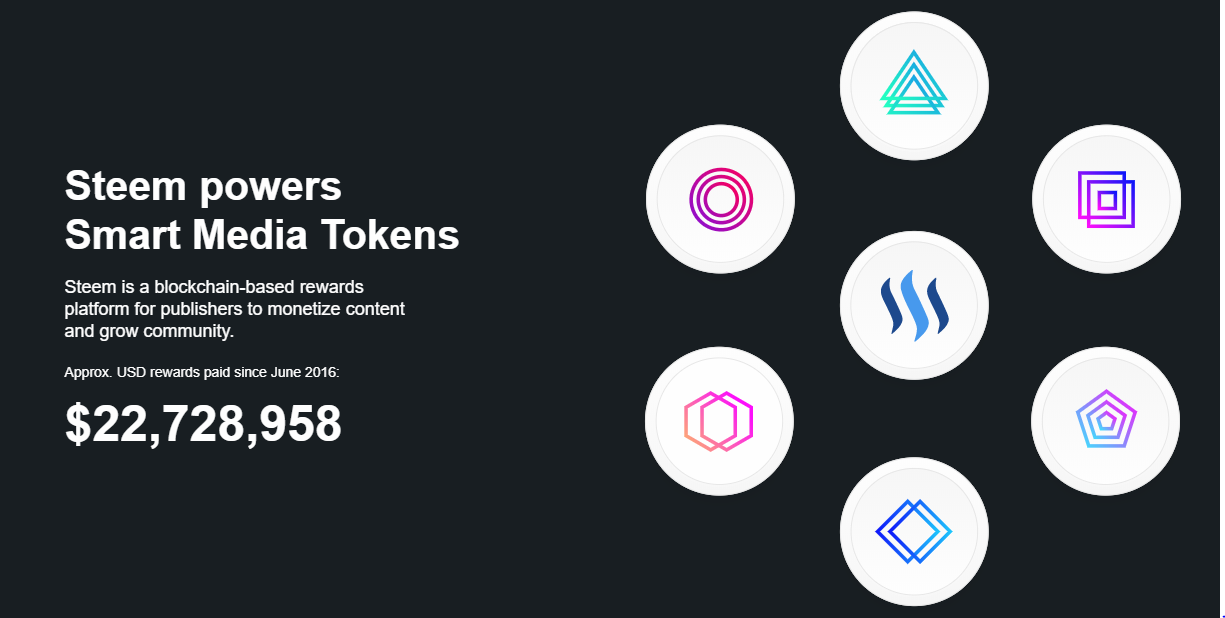 Steem powers
Smart Media Tokens
Steem is a blockchain-based rewards
platform for publishers to monetize content
and grow community.
Approx. USD rewards paid since June 2016:
$22,728,958